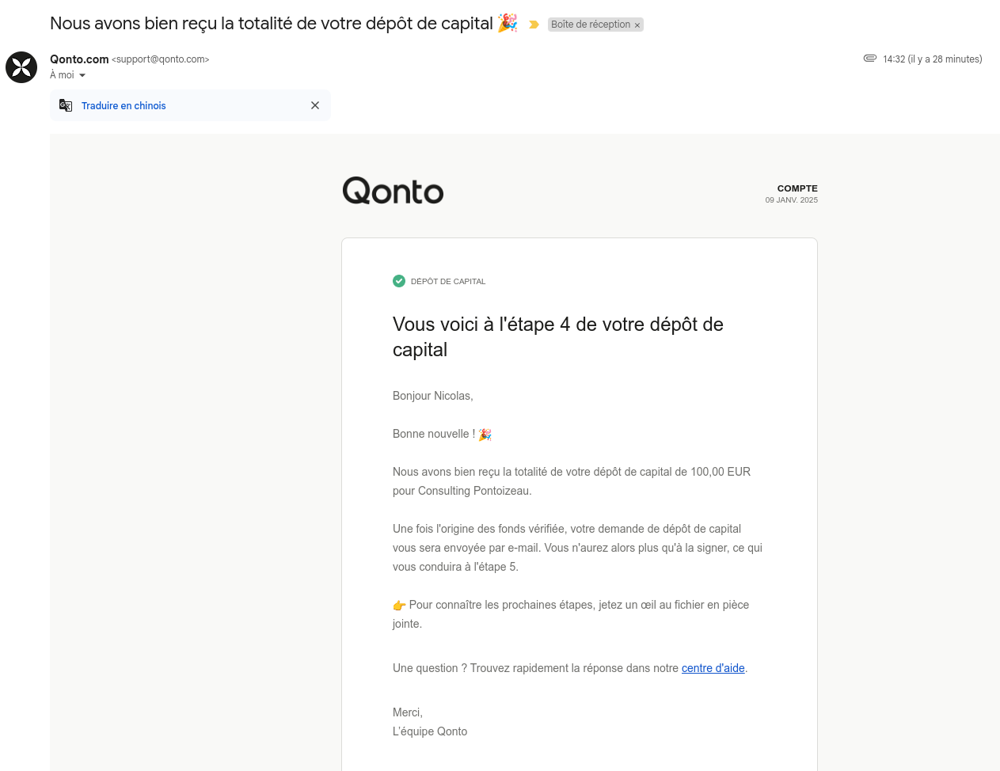 Nous avons bien reçu la totalité de votre dépôt de capital 🎉 Boîte de réception ×
Qonto.com <support@qonto.com> 14:32 (il y a 28 minutes)
À moi
Traduire en chinois
Qonto
COMPTE
09 JANV. 2025
DÉPÔT DE CAPITAL
Vous voici à l'étape 4 de votre dépôt de
capital
Bonjour Nicolas,
Bonne nouvelle ! 🎉
Nous avons bien reçu la totalité de votre dépôt de capital de 100,00 EUR
pour Consulting Pontoizeau.
Une fois l'origine des fonds vérifiée, votre demande de dépôt de capital
vous sera envoyée par e-mail. Vous n'aurez alors plus qu'à la signer, ce qui
vous conduira à l'étape 5.
👉 Pour connaître les prochaines étapes, jetez un œil au fichier en pièce
jointe.
Une question ? Trouvez rapidement la réponse dans notre centre d'aide.
Merci,
L'équipe Qonto